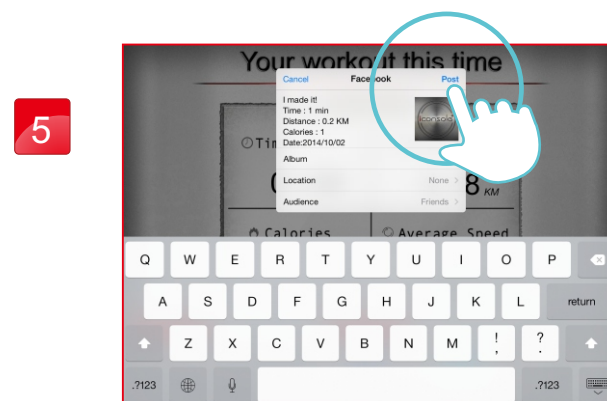 5
Your workout this time
Cancel Facebook Post
I made it!
Time : 1 min
Distance : 0.2 KM
Calories : 1
Date:2014/10/02
iconsole
Album
Location None >
Audience Friends >
8 KM
Calories Average Speed
Q W E R T Y U I O P
A S D F G H J K L return
Z X C V B N M ! , ? .
.?123 .?123